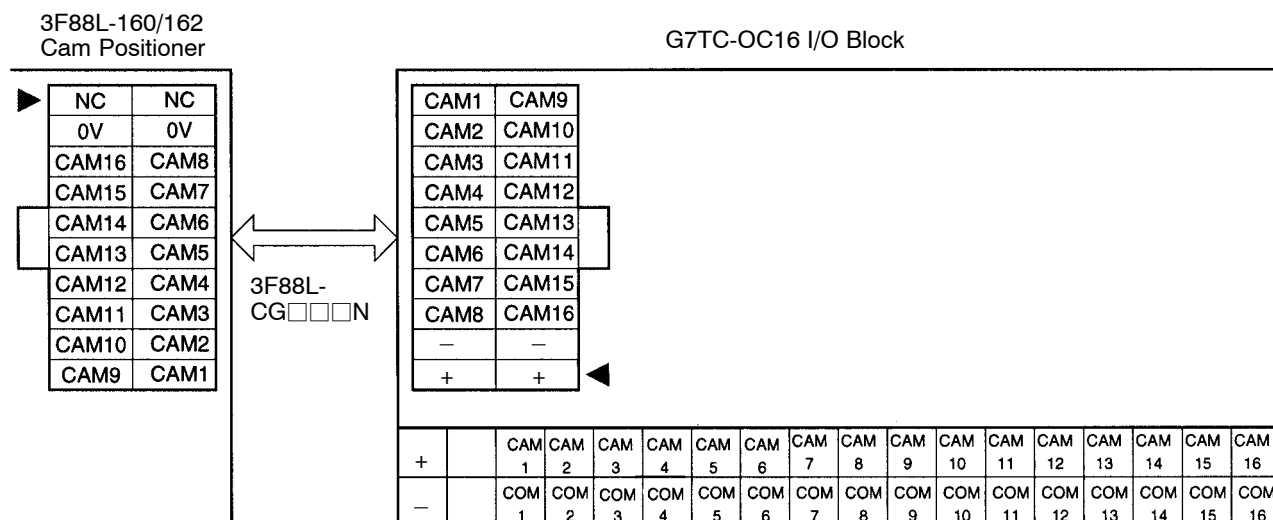 3F88L-160/162
Cam Positioner
G7TC-OC16 I/O Block
NC NC
0V 0V
CAM16 CAM8
CAM15 CAM7
CAM14 CAM6
CAM13 CAM5
CAM12 CAM4
CAM11 CAM3
CAM10 CAM2
CAM9 CAM1
3F88L-
CG□□□N
CAM1 CAM9
CAM2 CAM10
CAM3 CAM11
CAM4 CAM12
CAM5 CAM13
CAM6 CAM14
CAM7 CAM15
CAM8 CAM16
– –
+ +
+ CAM 1 CAM 2 CAM 3 CAM 4 CAM 5 CAM 6 CAM 7 CAM 8 CAM 9 CAM 10 CAM 11 CAM 12 CAM 13 CAM 14 CAM 15 CAM 16
– COM 1 COM 2 COM 3 COM 4 COM 5 COM 6 COM 7 COM 8 COM 9 COM 10 COM 11 COM 12 COM 13 COM 14 COM 15 COM 16